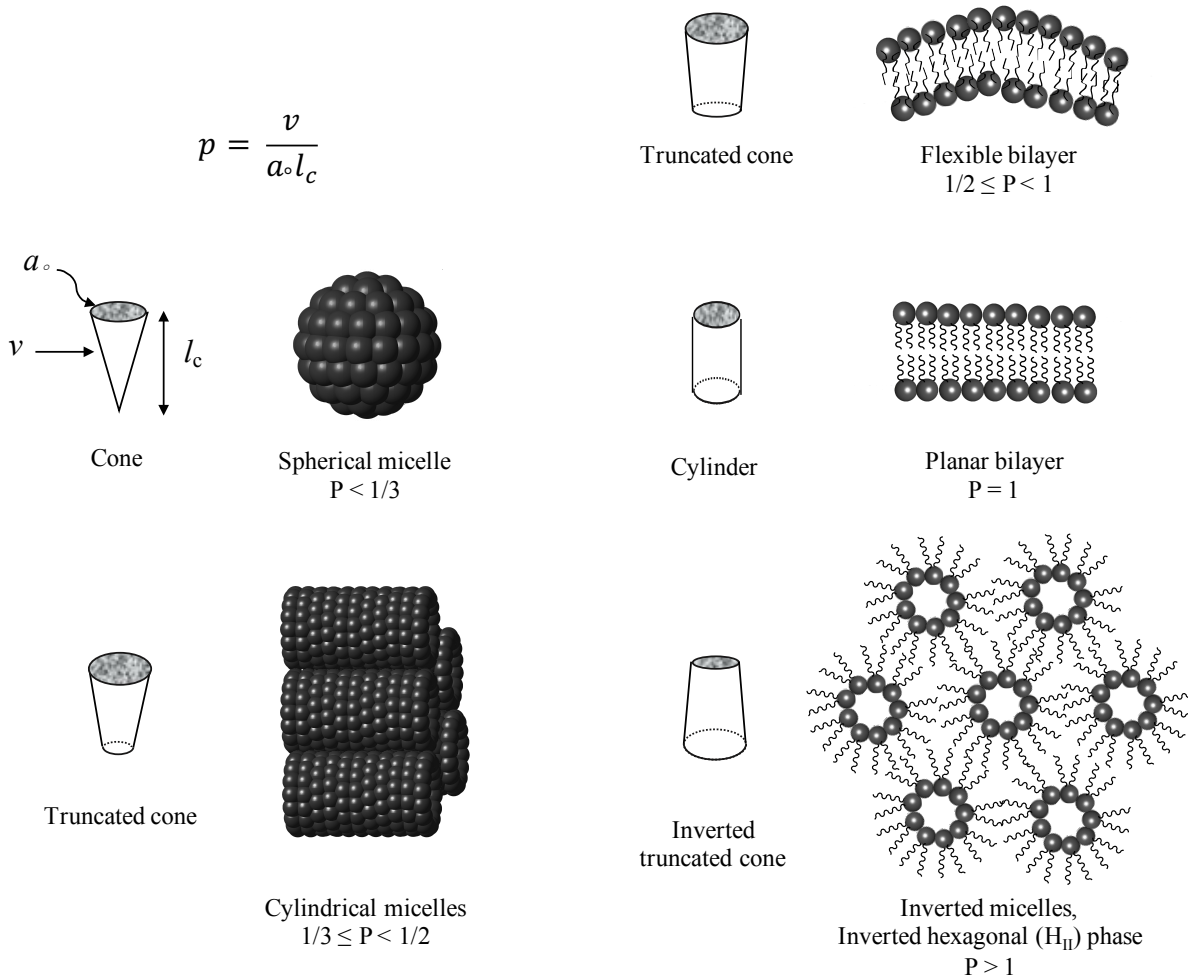 p = v / a∘l_c
a∘
v
l_c
Cone
Spherical micelle
P < 1/3
Truncated cone
Cylindrical micelles
1/3 ≤ P < 1/2
Truncated cone
Flexible bilayer
1/2 ≤ P < 1
Cylinder
Planar bilayer
P = 1
Inverted
truncated cone
Inverted micelles,
Inverted hexagonal (H_II) phase
P > 1